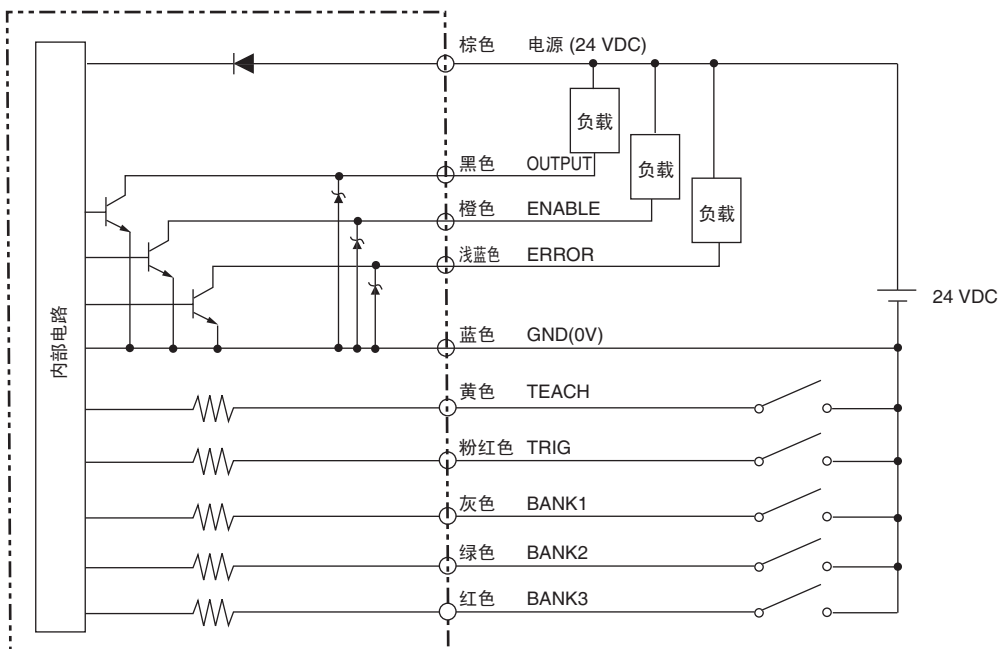 棕色 电源 (24 VDC)
负载
黑色 OUTPUT
负载
橙色 ENABLE
负载
浅蓝色 ERROR
24 VDC
内部电路
蓝色 GND(0V)
黄色 TEACH
粉红色 TRIG
灰色 BANK1
绿色 BANK2
红色 BANK3